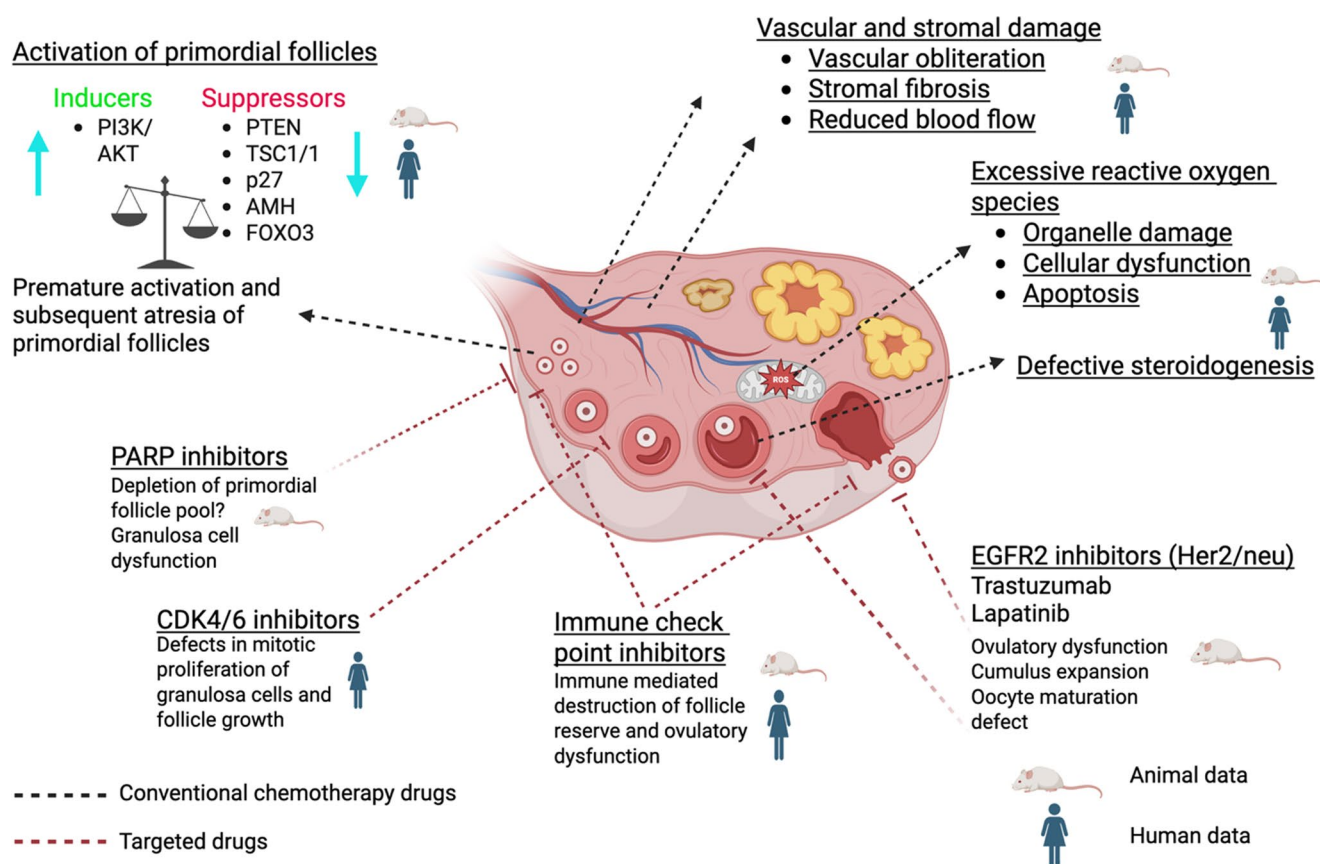 Activation of primordial follicles
Inducers
• PI3K/
AKT
Suppressors
• PTEN
• TSC1/1
• p27
• AMH
• FOXO3
Premature activation and
subsequent atresia of
primordial follicles
Vascular and stromal damage
• Vascular obliteration
• Stromal fibrosis
• Reduced blood flow
Excessive reactive oxygen
species
• Organelle damage
• Cellular dysfunction
• Apoptosis
Defective steroidogenesis
ROS
PARP inhibitors
Depletion of primordial
follicle pool?
Granulosa cell
dysfunction
CDK4/6 inhibitors
Defects in mitotic
proliferation of
granulosa cells and
follicle growth
Immune check
point inhibitors
Immune mediated
destruction of follicle
reserve and ovulatory
dysfunction
EGFR2 inhibitors (Her2/neu)
Trastuzumab
Lapatinib
Ovulatory dysfunction
Cumulus expansion
Oocyte maturation
defect
Conventional chemotherapy drugs
Targeted drugs
Animal data
Human data